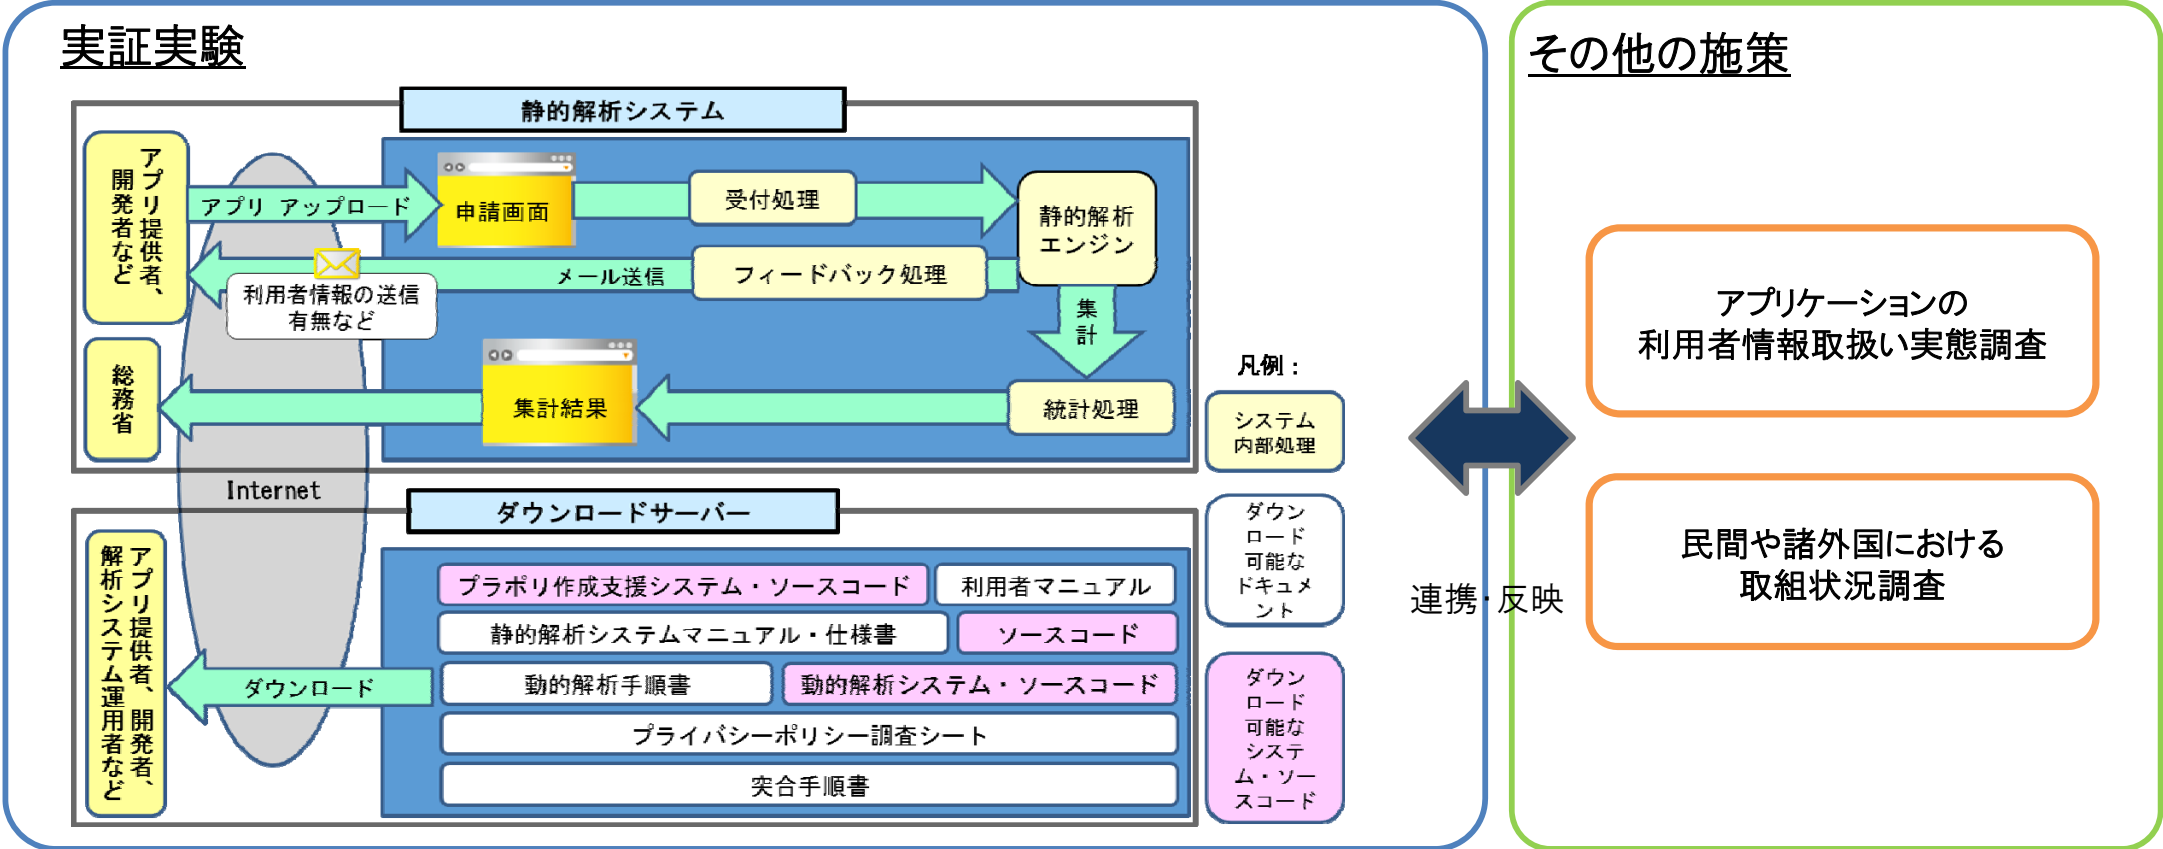 実証実験
静的解析システム
アプリ提供者、
開発者など
アプリ アップロード
申請画面
受付処理
静的解析
エンジン
メール送信
フィードバック処理
利用者情報の送信
有無など
集計
総務省
集計結果
統計処理
Internet
ダウンロードサーバー
アプリ提供者、開発者、
解析システム運用者など
ダウンロード
プラポリ作成支援システム・ソースコード
利用者マニュアル
静的解析システムマニュアル・仕様書
ソースコード
動的解析手順書
動的解析システム・ソースコード
プライバシーポリシー調査シート
突合手順書
凡例：
システム
内部処理
ダウン
ロード
可能な
ドキュメ
ント
ダウン
ロード
可能な
システ
ム・ソー
スコード
連携・反映
その他の施策
アプリケーションの
利用者情報取扱い実態調査
民間や諸外国における
取組状況調査